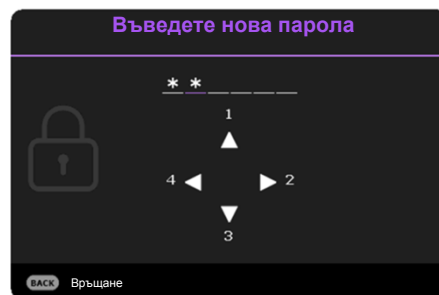 Въведете нова парола
* * _ _ _ _
1
4 2
3
BACK Връщане